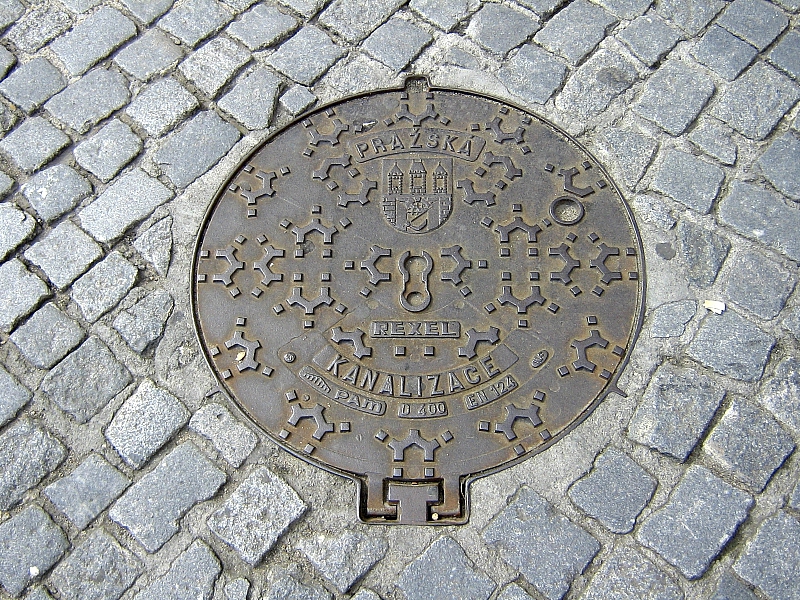 PRAŽSKÁ
REXEL
KANALIZACE
PAM D 400 EN 124